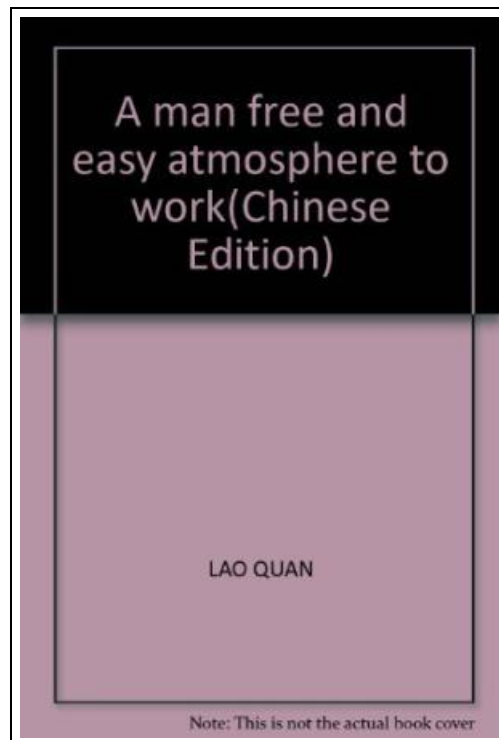 A man free and
easy atmosphere to
work(Chinese
Edition)
LAO QUAN
Note: This is not the actual book cover